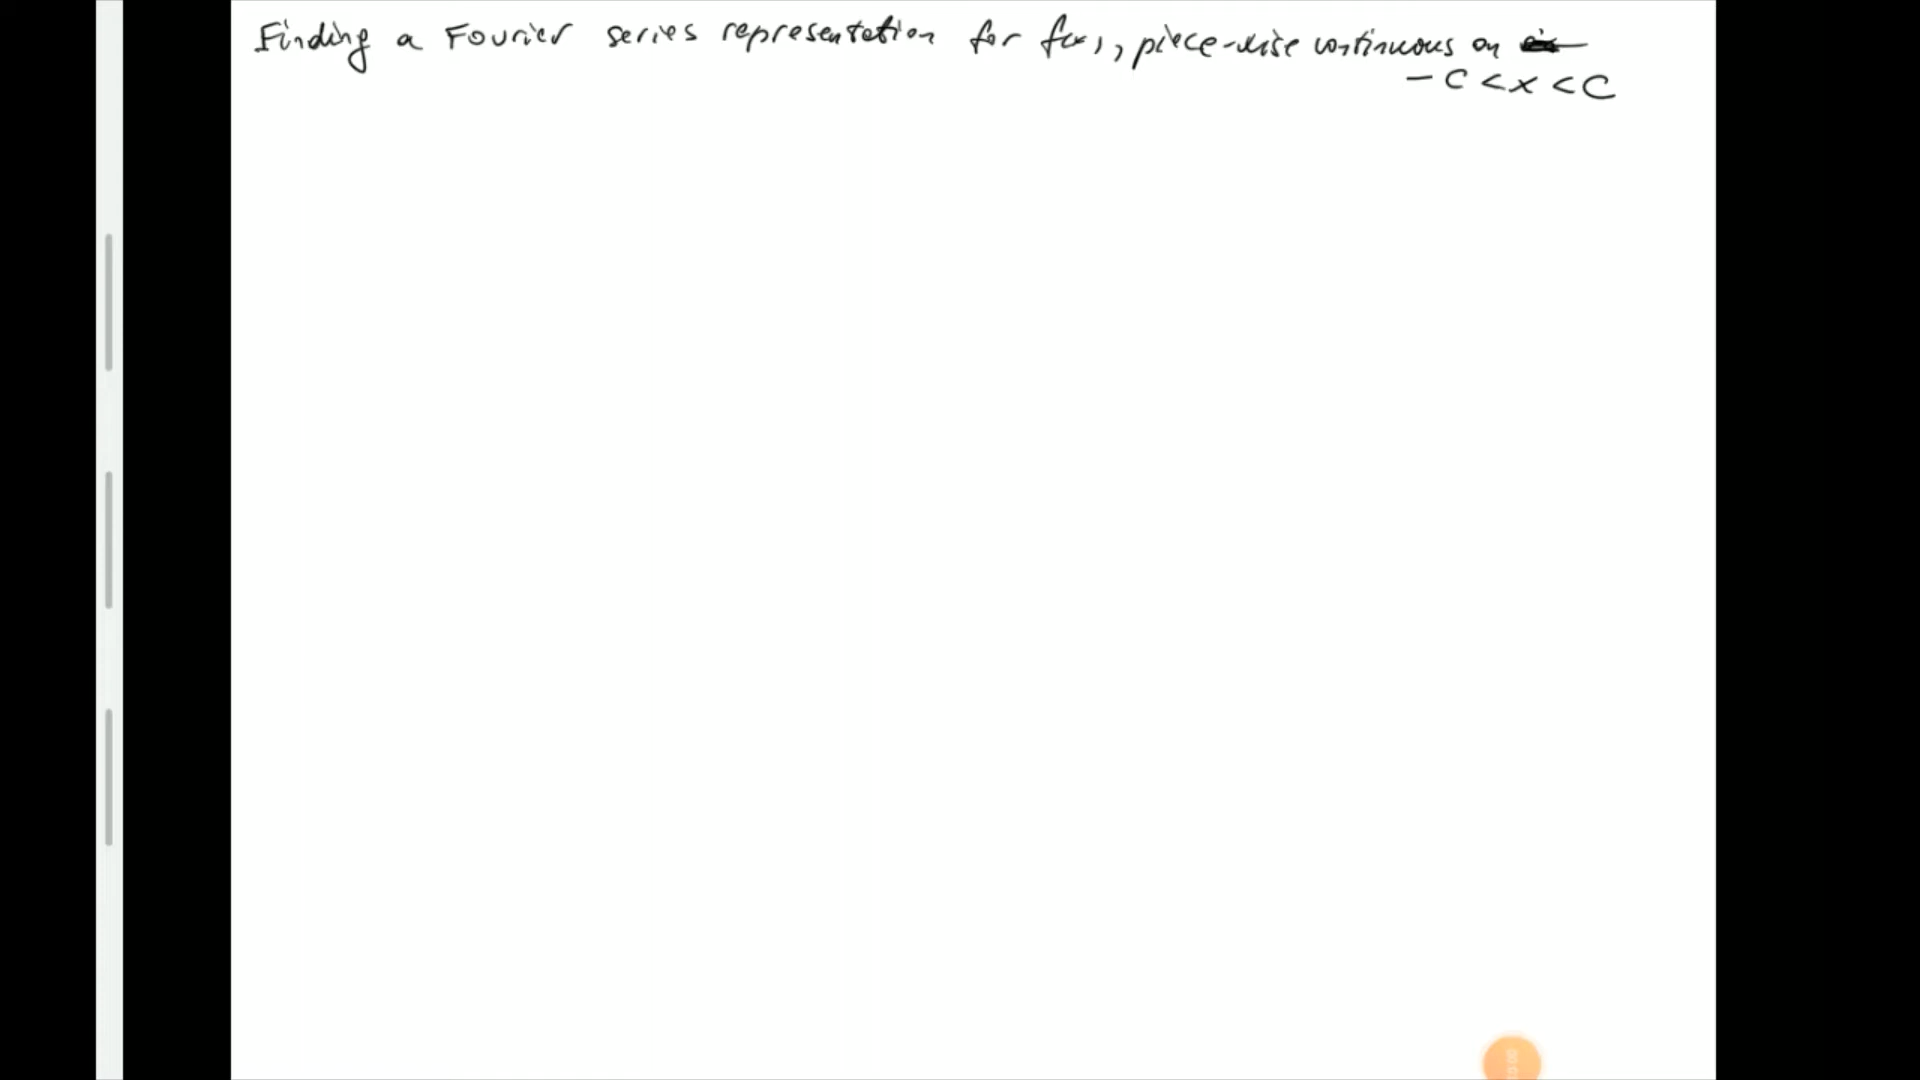 Finding a Fourier series representation for f(x), piece-wise continuous on
-C < x < C